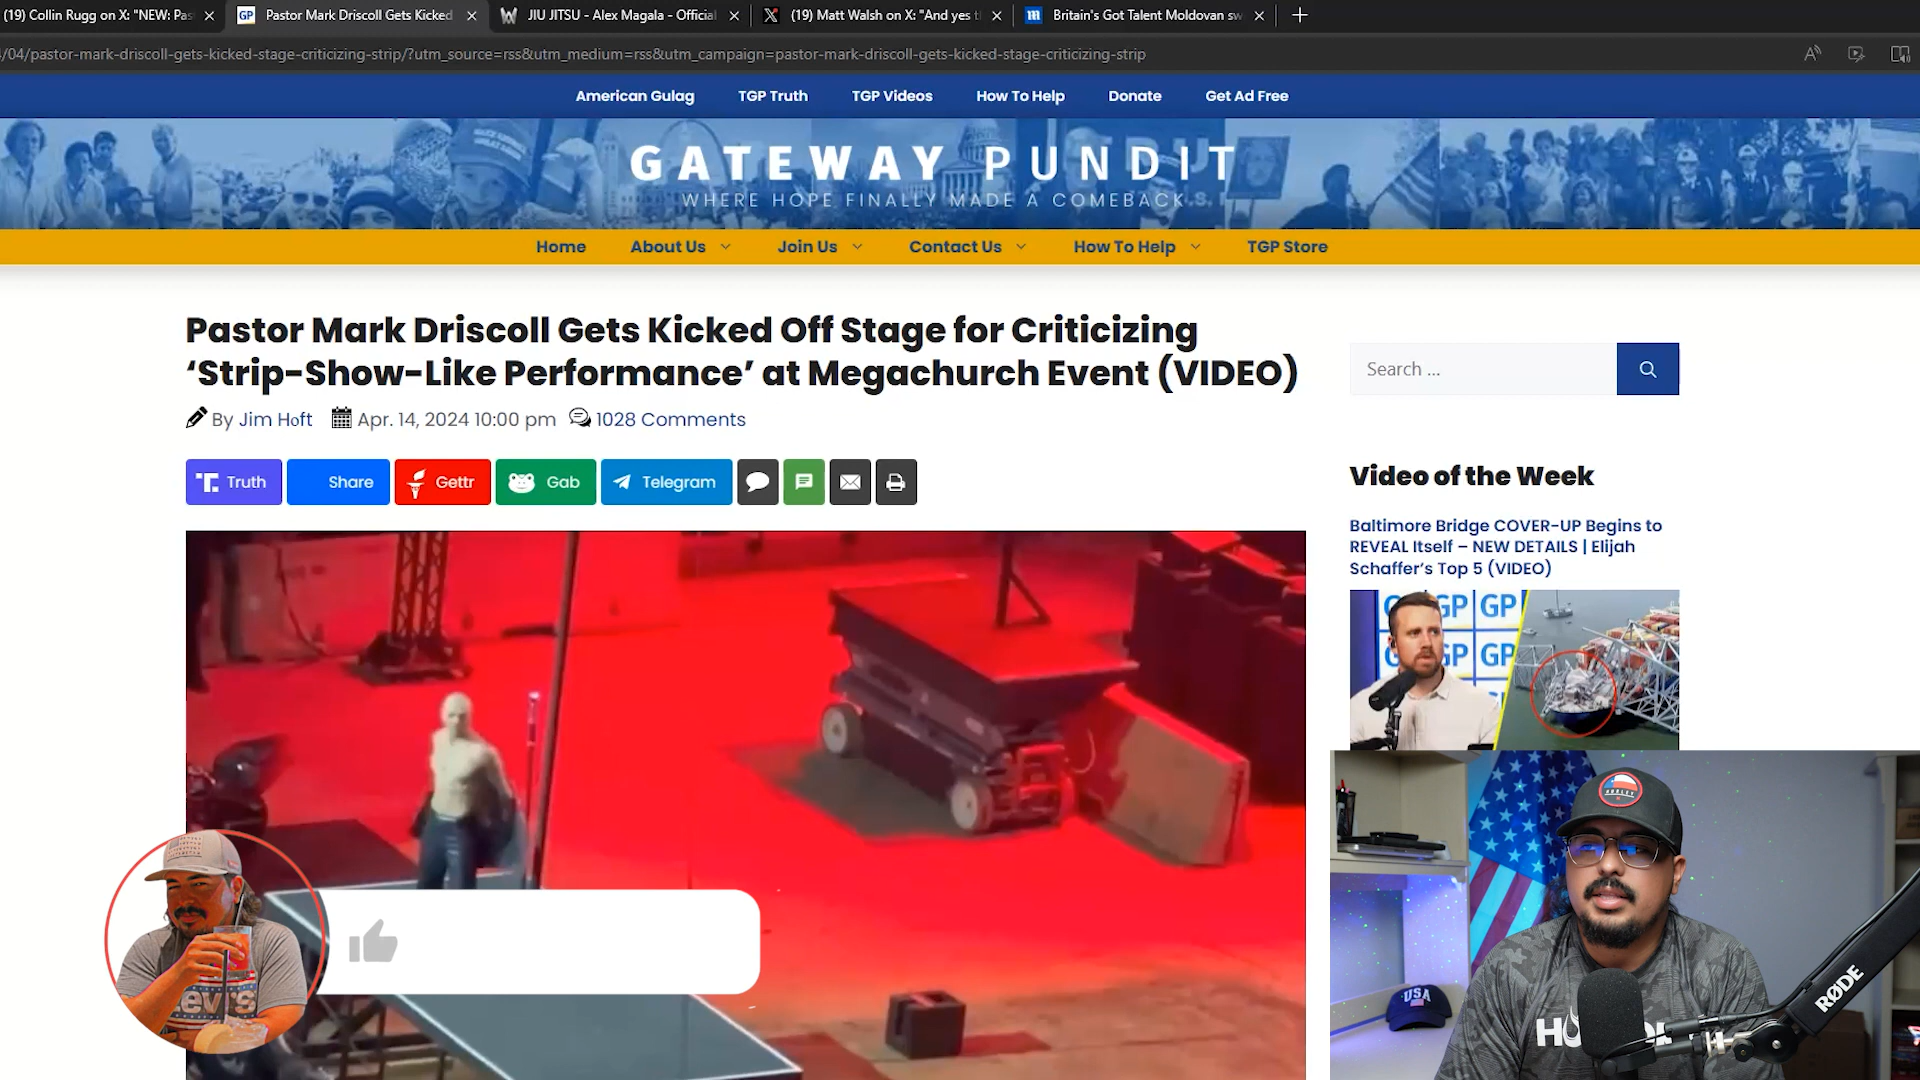 (19) Collin Rugg on X: "NEW: Pas
Pastor Mark Driscoll Gets Kicked
JIU JITSU - Alex Magala - Official
(19) Matt Walsh on X: "And yes t
Britain's Got Talent Moldovan sw
/04/pastor-mark-driscoll-gets-kicked-stage-criticizing-strip/?utm_source=rss&utm_medium=rss&utm_campaign=pastor-mark-driscoll-gets-kicked-stage-criticizing-strip
American Gulag TGP Truth TGP Videos How To Help Donate Get Ad Free
GATEWAY PUNDIT
WHERE HOPE FINALLY MADE A COMEBACK
Home About Us Join Us Contact Us How To Help TGP Store
Pastor Mark Driscoll Gets Kicked Off Stage for Criticizing
‘Strip-Show-Like Performance’ at Megachurch Event (VIDEO)
By Jim Hoft Apr. 14, 2024 10:00 pm 1028 Comments
Truth Share Gettr Gab Telegram
Search ...
Video of the Week
Baltimore Bridge COVER-UP Begins to
REVEAL Itself – NEW DETAILS | Elijah
Schaffer’s Top 5 (VIDEO)
GP GP
GP GP
HURLEY
USA
RØDE